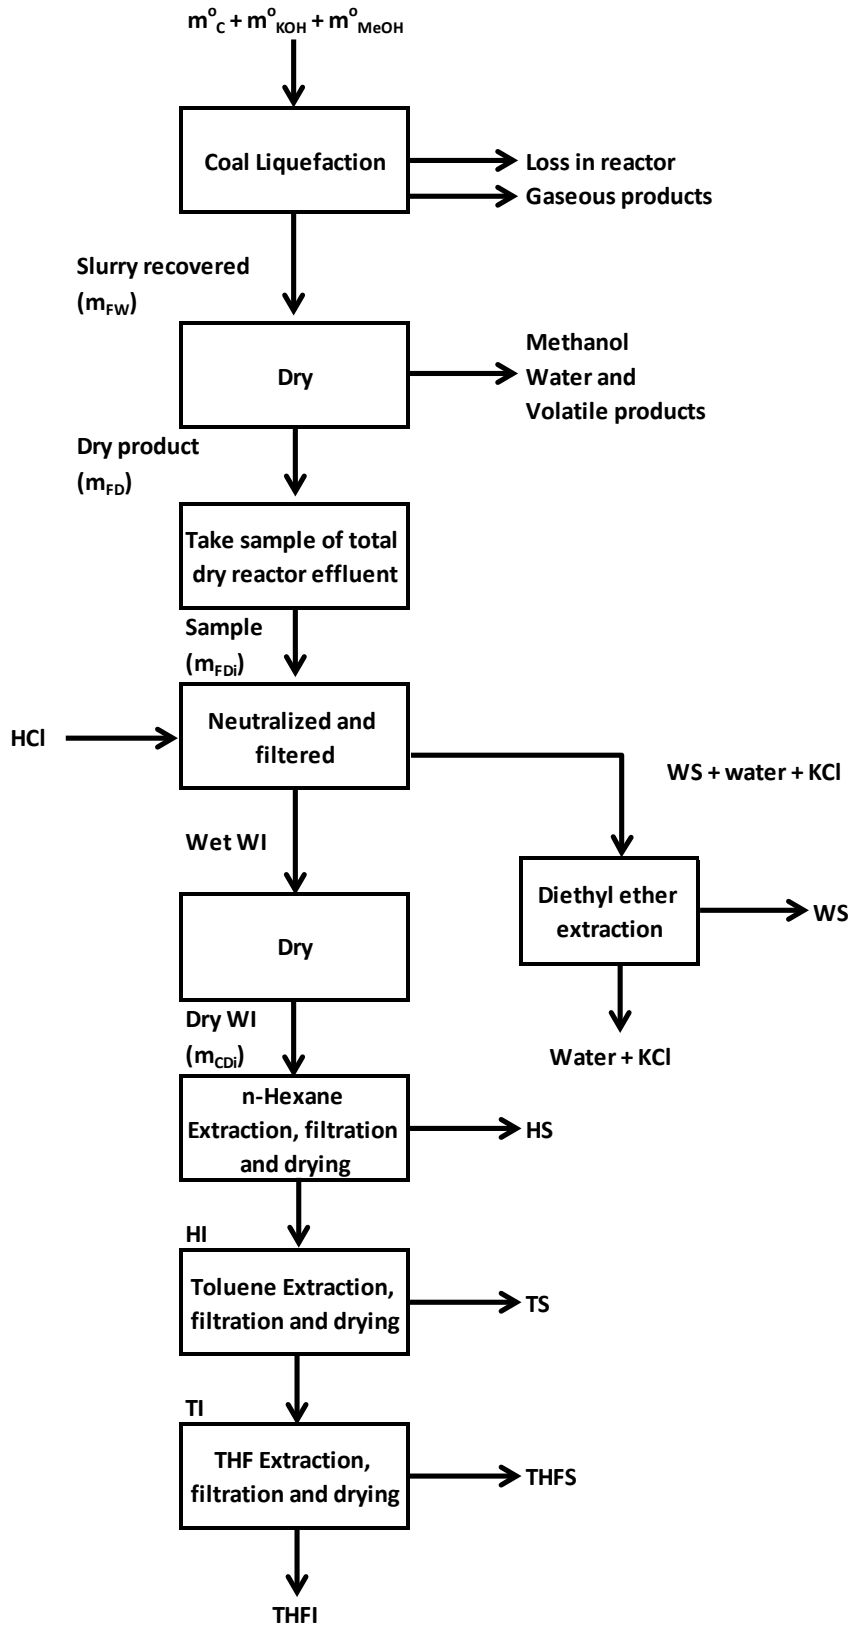 m°C + m°KOH + m°MeOH
Coal Liquefaction
Loss in reactor
Gaseous products
Slurry recovered
(mFW)
Dry
Methanol
Water and
Volatile products
Dry product
(mFD)
Take sample of total
dry reactor effluent
Sample
(mFDi)
HCl
Neutralized and
filtered
WS + water + KCl
Wet WI
Diethyl ether
extraction
WS
Dry
Dry WI
(mCDi)
Water + KCl
n-Hexane
Extraction, filtration
and drying
HS
HI
Toluene Extraction,
filtration and drying
TS
TI
THF Extraction,
filtration and drying
THFS
THFI